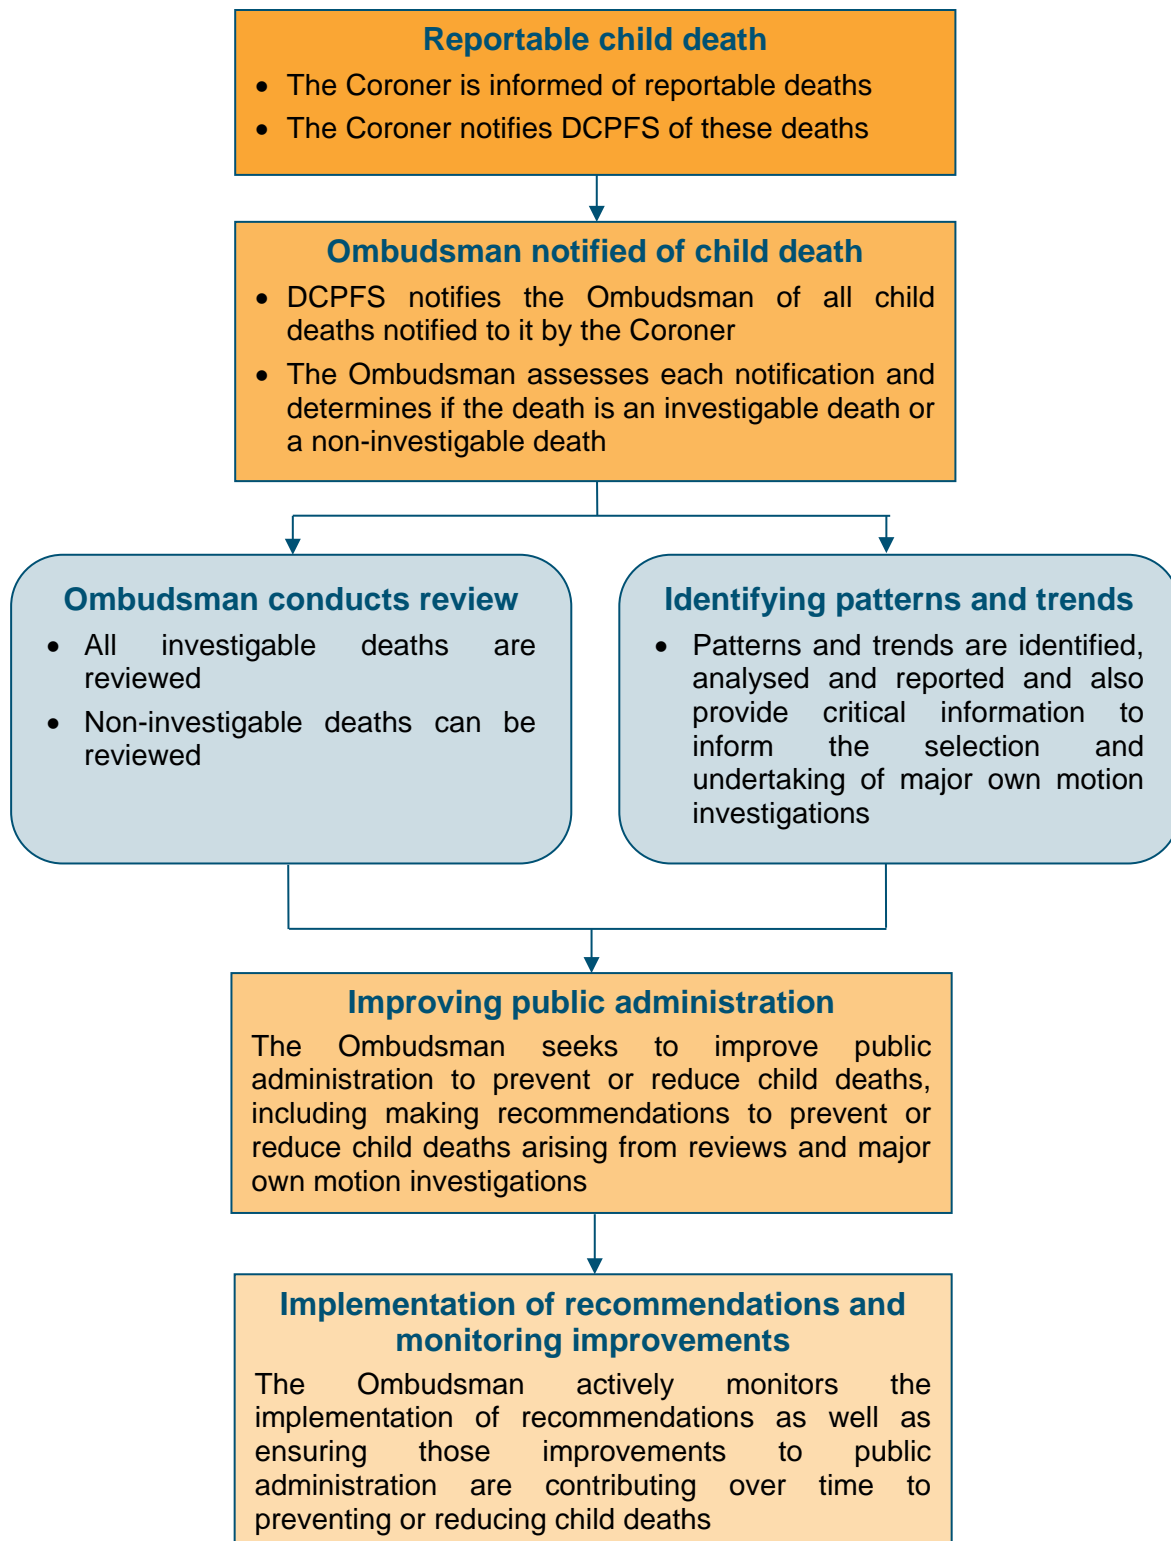 Reportable child death
• The Coroner is informed of reportable deaths
• The Coroner notifies DCPFS of these deaths
Ombudsman notified of child death
• DCPFS notifies the Ombudsman of all child
deaths notified to it by the Coroner
• The Ombudsman assesses each notification and
determines if the death is an investigable death or
a non-investigable death
Ombudsman conducts review
• All investigable deaths are
reviewed
• Non-investigable deaths can be
reviewed
Identifying patterns and trends
• Patterns and trends are identified,
analysed and reported and also
provide critical information to
inform the selection and
undertaking of major own motion
investigations
Improving public administration
The Ombudsman seeks to improve public
administration to prevent or reduce child deaths,
including making recommendations to prevent or
reduce child deaths arising from reviews and major
own motion investigations
Implementation of recommendations and
monitoring improvements
The Ombudsman actively monitors the
implementation of recommendations as well as
ensuring those improvements to public
administration are contributing over time to
preventing or reducing child deaths